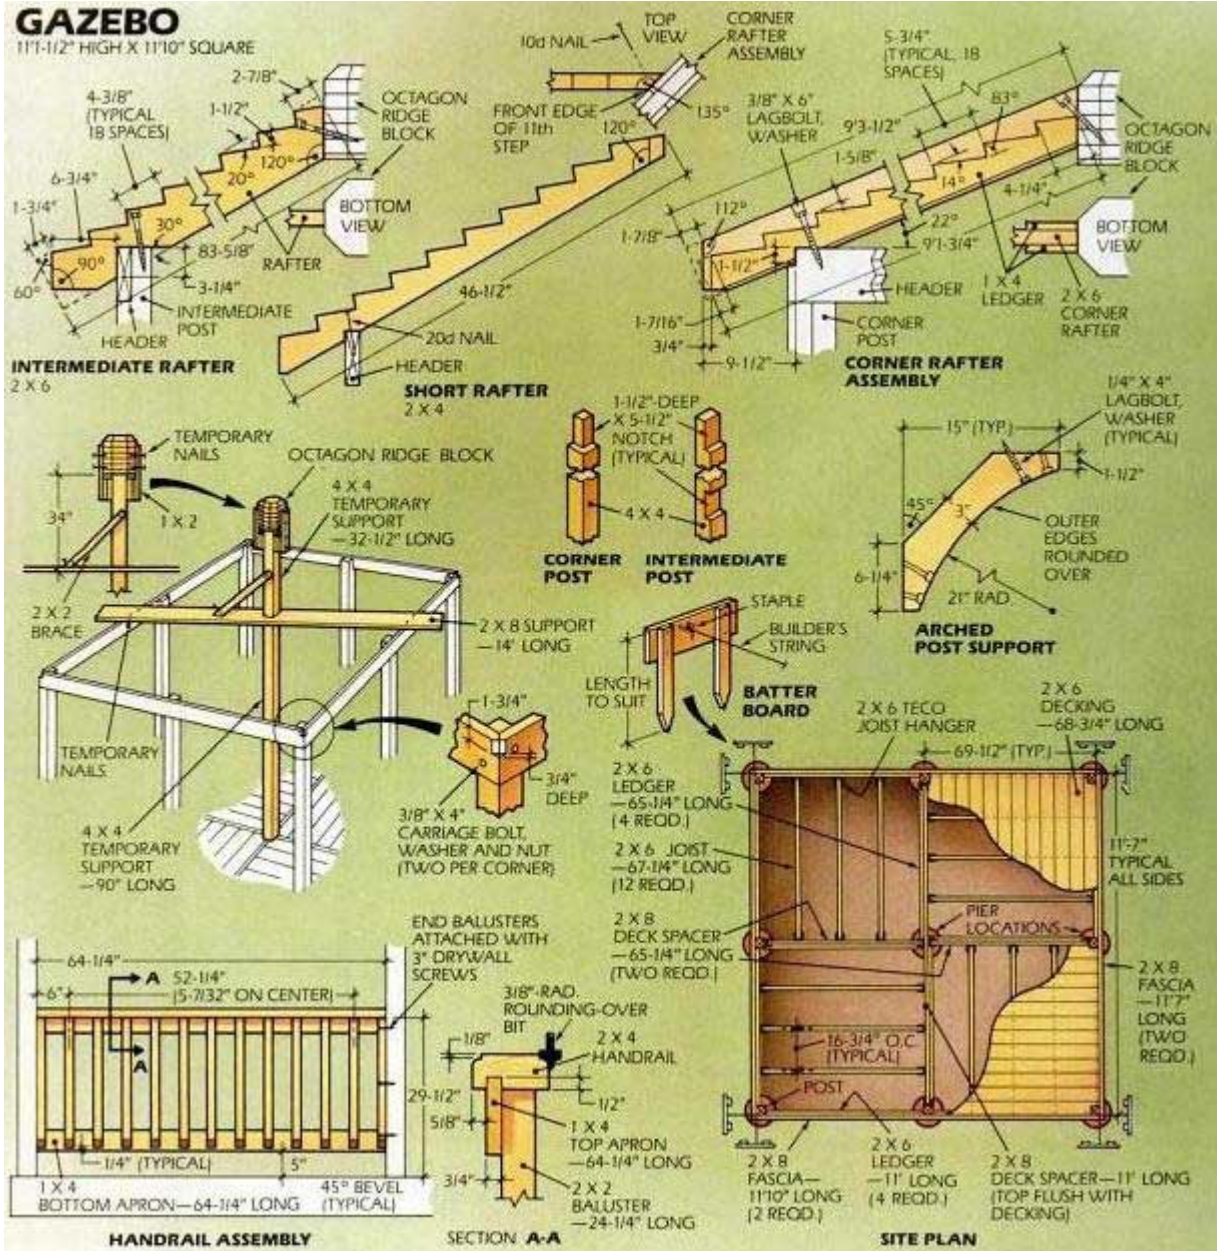 GAZEBO
11'1-1/2" HIGH X 11'10" SQUARE
2-7/8"
4-3/8"
(TYPICAL
18 SPACES)
1-1/2"
OCTAGON
RIDGE
BLOCK
120°
20°
6-3/4"
1-3/4"
30°
90°
60°
83-5/8"
3-1/4"
BOTTOM
VIEW
RAFTER
INTERMEDIATE
POST
HEADER
INTERMEDIATE RAFTER
2 X 6
10d NAIL
TOP
VIEW
CORNER
RAFTER
ASSEMBLY
FRONT EDGE
OF 11th
STEP
135°
120°
46-1/2"
20d NAIL
HEADER
SHORT RAFTER
2 X 4
5-3/4"
(TYPICAL, 18
SPACES)
3/8" X 6"
LAGBOLT,
WASHER
83°
9'3-1/2"
OCTAGON
RIDGE
BLOCK
1-5/8"
14°
4-1/4"
112°
22°
1-7/8"
9'1-3/4"
BOTTOM
VIEW
1-1/2"
HEADER
1 X 4
LEDGER
2 X 6
CORNER
RAFTER
1-7/16"
3/4"
CORNER
POST
9-1/2"
CORNER RAFTER
ASSEMBLY
TEMPORARY
NAILS
OCTAGON RIDGE BLOCK
34"
1 X 2
4 X 4
TEMPORARY
SUPPORT
—32-1/2" LONG
2 X 2
BRACE
2 X 8 SUPPORT
—14' LONG
TEMPORARY
NAILS
1-3/4"
3/4"
DEEP
3/8" X 4"
CARRIAGE BOLT,
WASHER AND NUT
(TWO PER CORNER)
4 X 4
TEMPORARY
SUPPORT
—90" LONG
1-1/2"-DEEP
X 5-1/2"
NOTCH
(TYPICAL)
4 X 4
CORNER
POST
INTERMEDIATE
POST
1/4" X 4"
LAGBOLT,
WASHER
(TYPICAL)
15" (TYP.)
1-1/2"
45°
3"
OUTER
EDGES
ROUNDED
OVER
6-1/4"
21" RAD.
ARCHED
POST SUPPORT
STAPLE
BUILDER'S
STRING
LENGTH
TO SUIT
BATTER
BOARD
2 X 6 TECO
JOIST HANGER
2 X 6
DECKING
—68-3/4" LONG
69-1/2" (TYP.)
2 X 6
LEDGER
—65-1/4" LONG
(4 REQD.)
2 X 6 JOIST
—67-1/4" LONG
(12 REQD.)
2 X 8
DECK SPACER
—65-1/4" LONG
(TWO REQD.)
11'-7"
TYPICAL
ALL SIDES
PIER
LOCATIONS
2 X 8
FASCIA
—11'7"
LONG
(TWO
REQD.)
16-3/4" O.C.
(TYPICAL)
POST
2 X 8
FASCIA—
11'10" LONG
(2 REQD.)
2 X 6
LEDGER
—11' LONG
(4 REQD.)
2 X 8
DECK SPACER—11' LONG
(TOP FLUSH WITH
DECKING)
SITE PLAN
END BALUSTERS
ATTACHED WITH
3" DRYWALL
SCREWS
64-1/4"
A
52-1/4"
6"
(5-7/32" ON CENTER)
A
29-1/2"
1/4" (TYPICAL)
5"
1 X 4
BOTTOM APRON—64-1/4" LONG
45° BEVEL
(TYPICAL)
HANDRAIL ASSEMBLY
3/8"-RAD.
ROUNDING-OVER
BIT
1/8"
2 X 4
HANDRAIL
1/2"
5/8"
1 X 4
TOP APRON
—64-1/4" LONG
3/4"
2 X 2
BALUSTER
—24-1/4" LONG
SECTION A-A